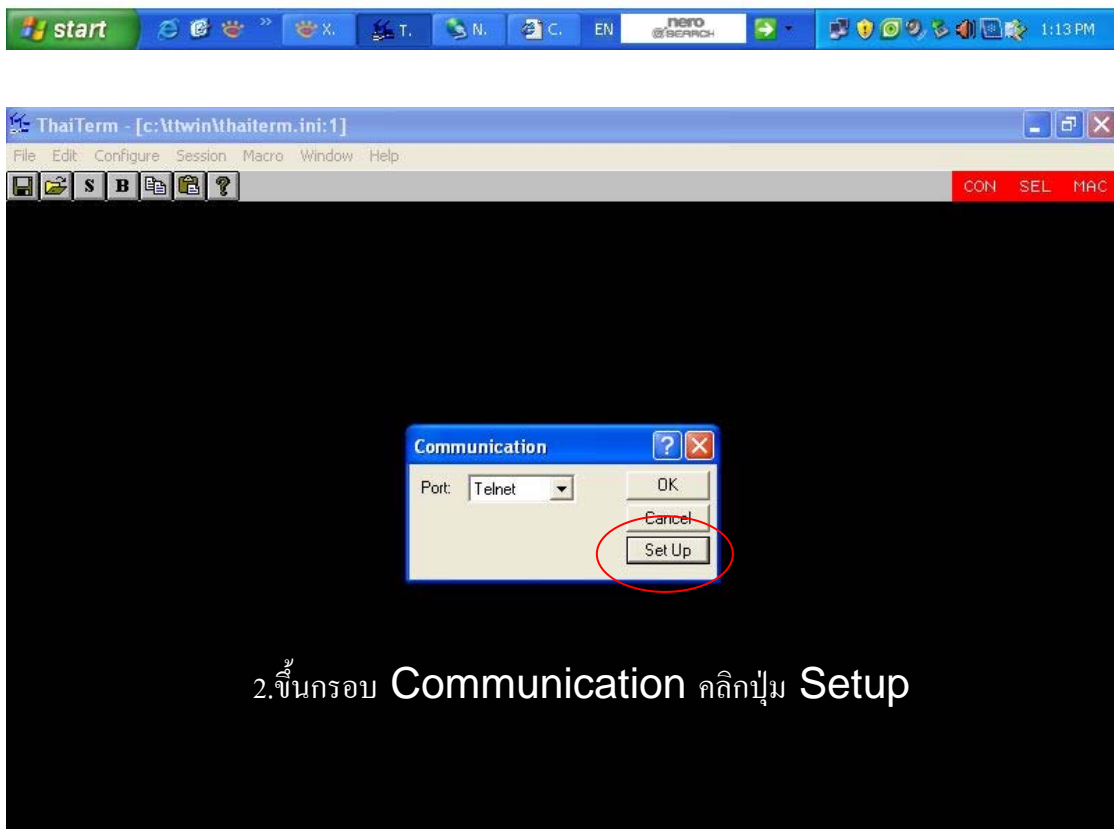 start » X. T. N. C. EN nero SEARCH 1:13 PM
ThaiTerm - [c:\ttwin\thaiterm.ini:1]
File Edit Configure Session Macro Window Help
S B ? CON SEL MAC
Communication
Port: Telnet OK
Cancel
Set Up
2.ขึ้นกรอบ Communication คลิกปุ่ม Setup